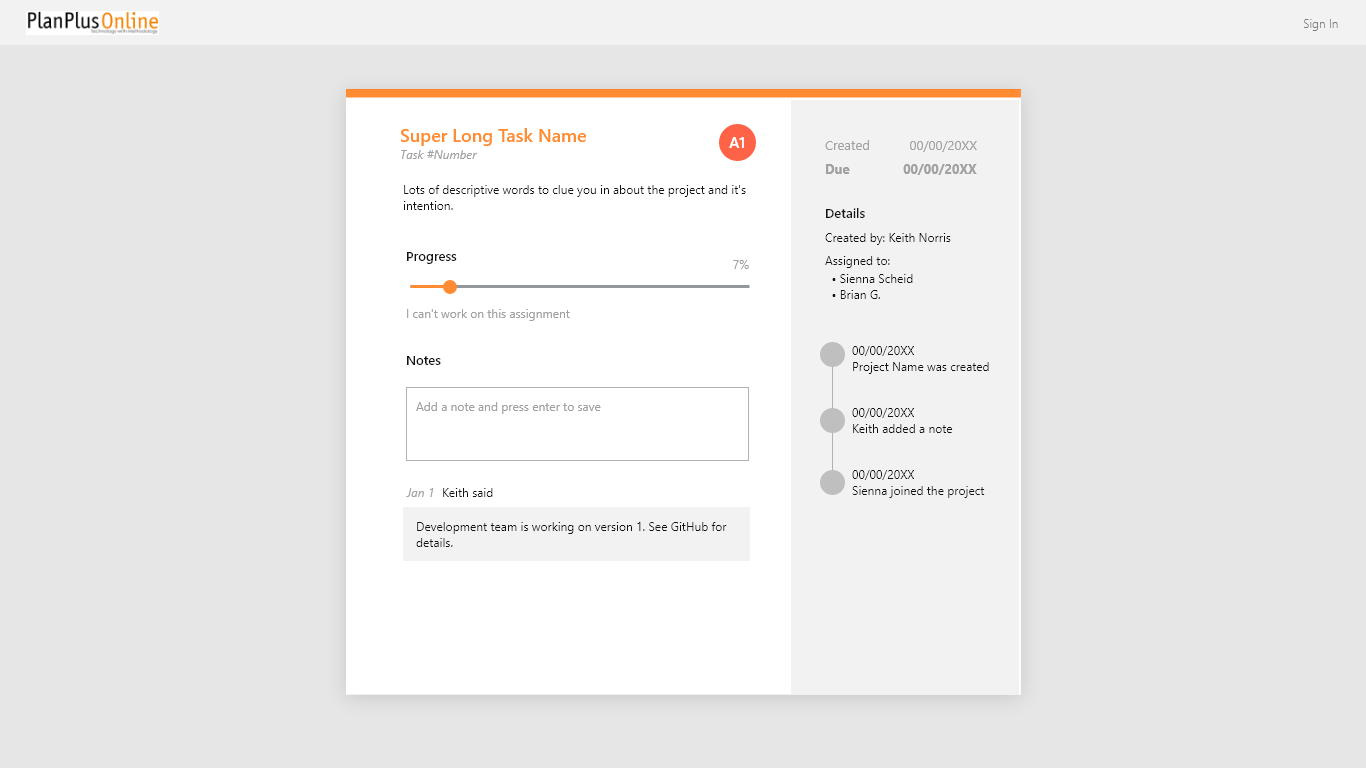 PlanPlusOnline
Technology with Methodology
Sign In
Super Long Task Name
Task #Number
A1
Lots of descriptive words to clue you in about the project and it's
intention.
Progress
7%
I can't work on this assignment
Notes
Add a note and press enter to save
Jan 1 Keith said
Development team is working on version 1. See GitHub for
details.
Created 00/00/20XX
Due 00/00/20XX
Details
Created by: Keith Norris
Assigned to:
• Sienna Scheid
• Brian G.
00/00/20XX
Project Name was created
00/00/20XX
Keith added a note
00/00/20XX
Sienna joined the project